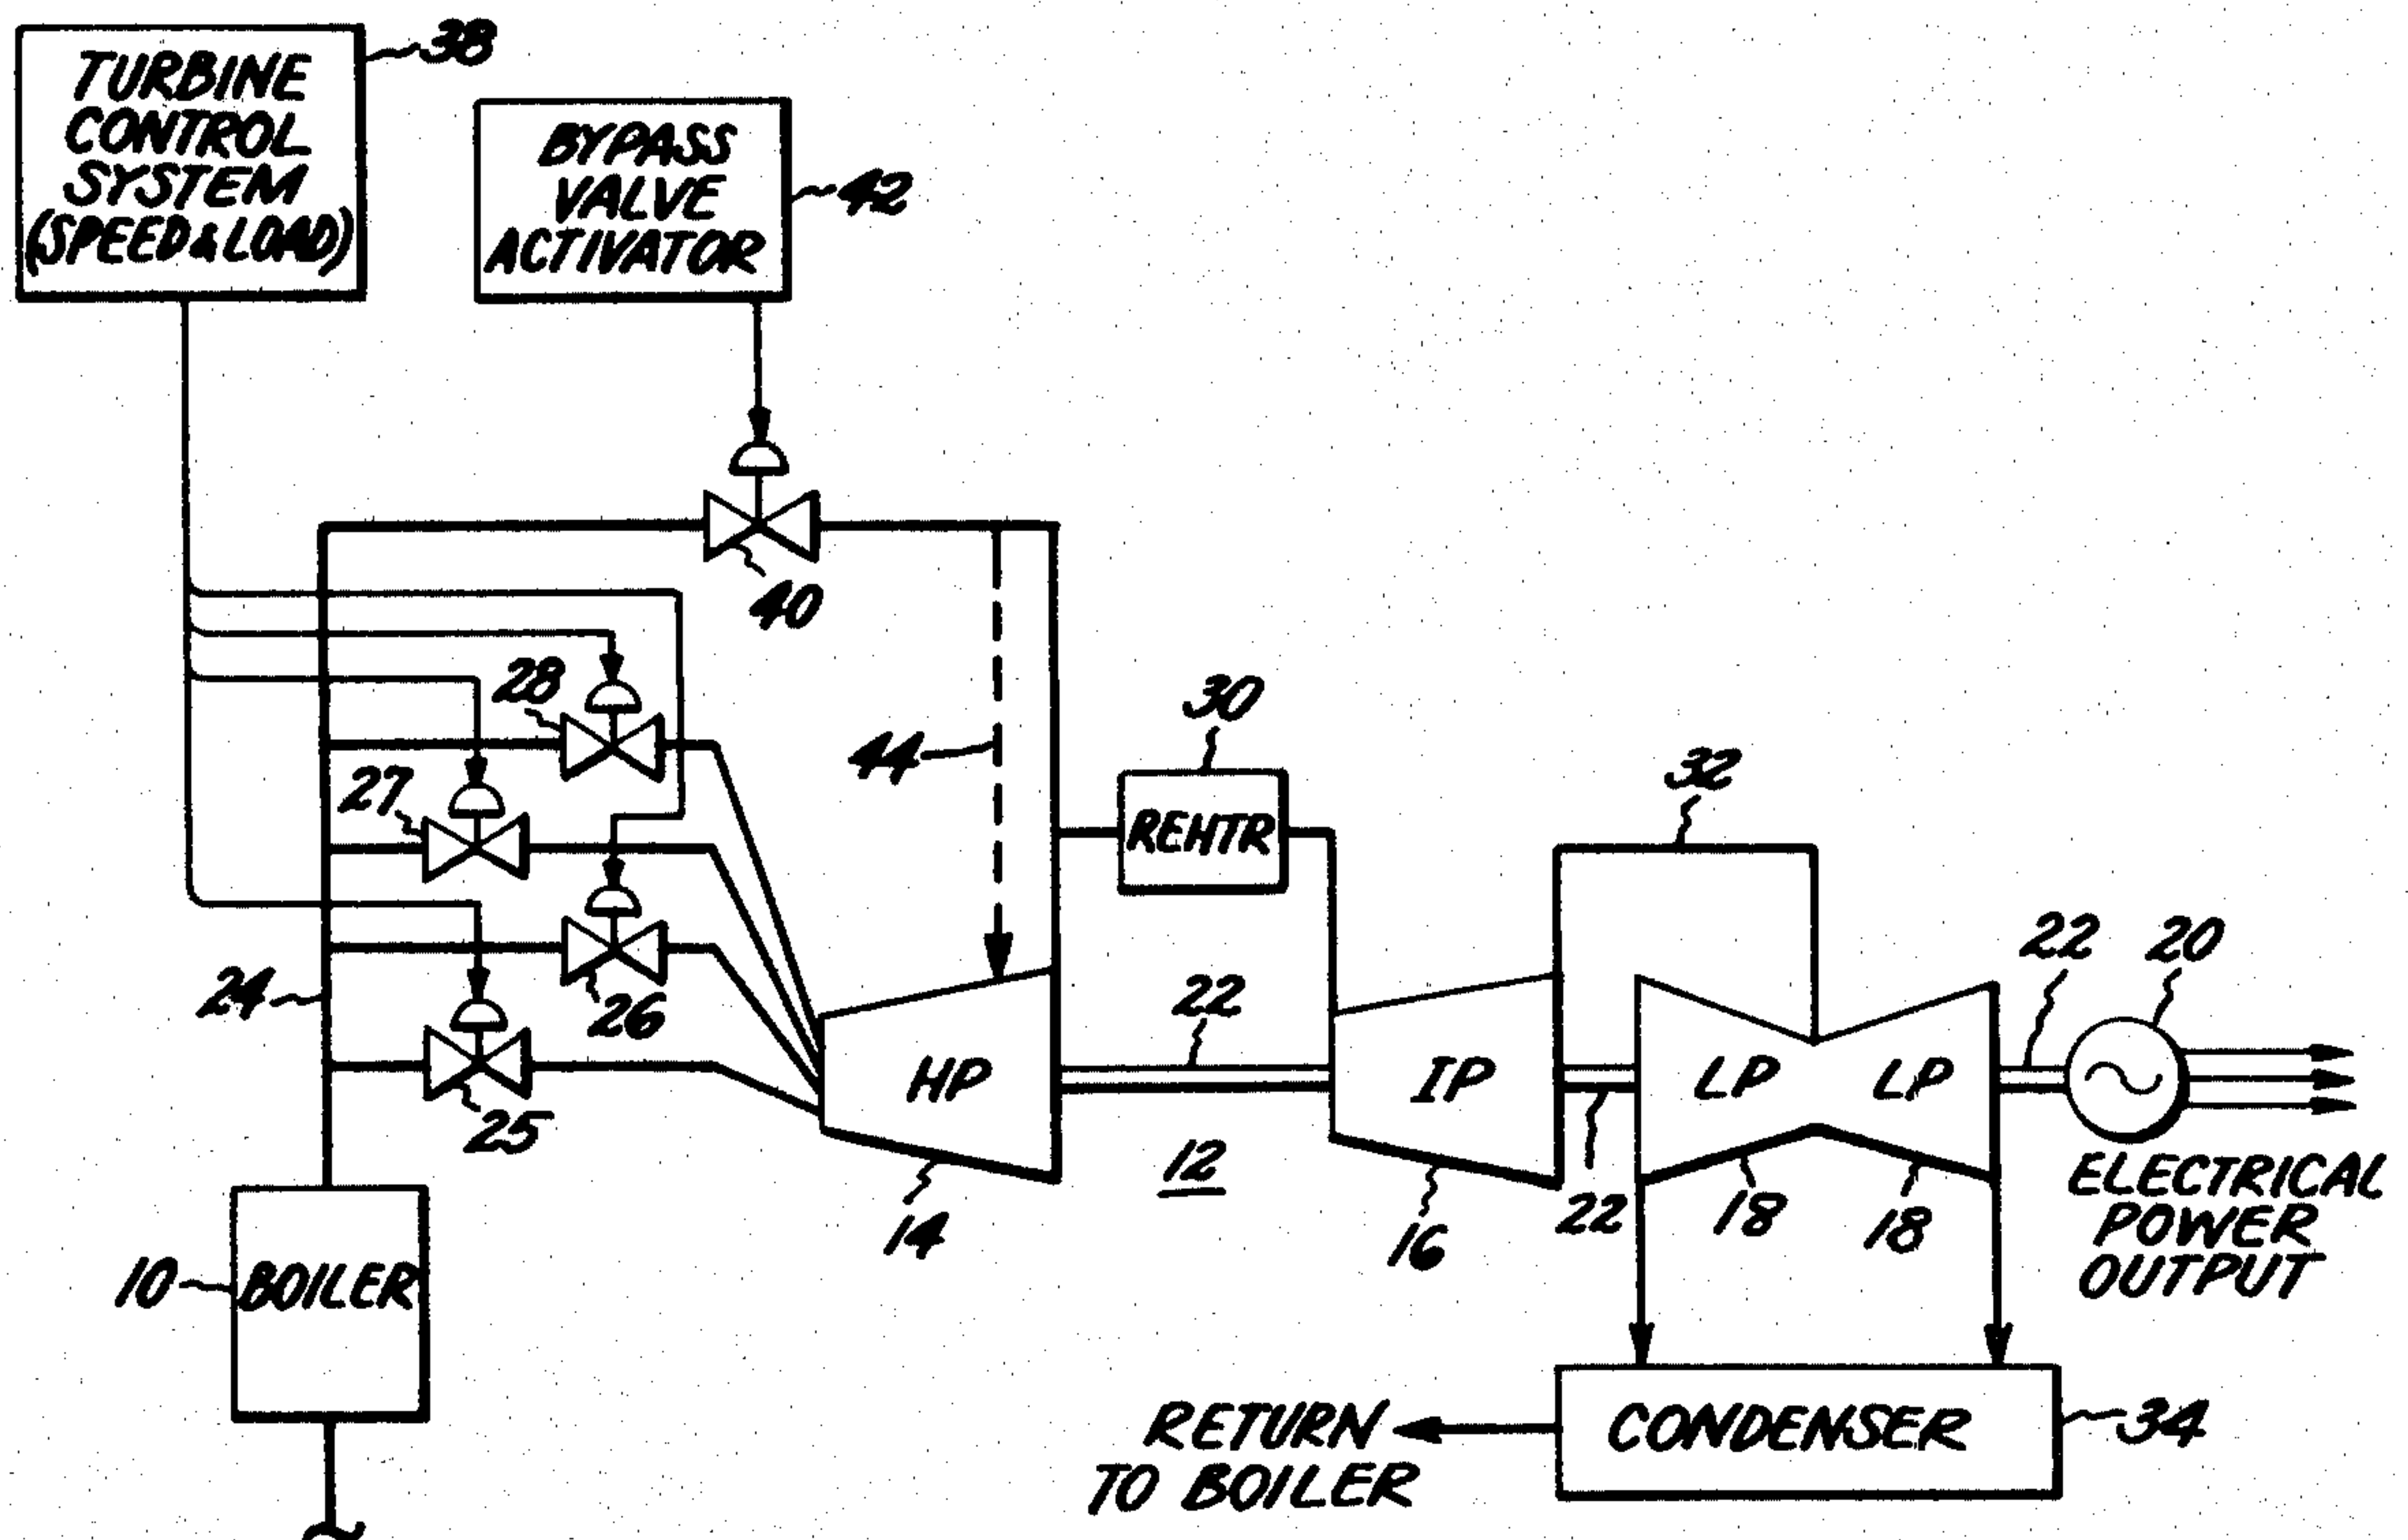 TURBINE
CONTROL
SYSTEM
(SPEED & LOAD)
38
BYPASS
VALVE
ACTIVATOR
42
40
28
30
44
32
27
REHTR
24
26
22
22
20
HP
IP
LP
LP
25
12
14
16
22
18
18
ELECTRICAL
POWER
OUTPUT
10
BOILER
RETURN
TO BOILER
CONDENSER
34